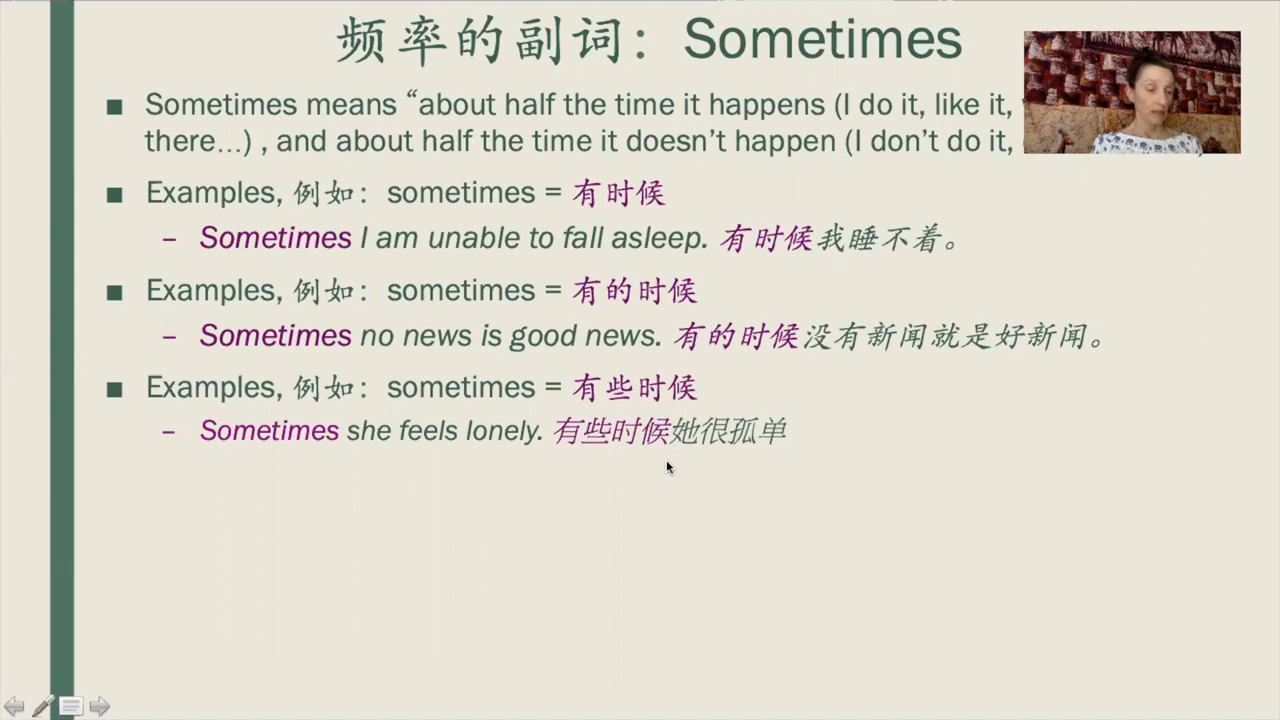 频率的副词：Sometimes
■ Sometimes means “about half the time it happens (I do it, like it,
there…) , and about half the time it doesn’t happen (I don’t do it,
■ Examples, 例如：sometimes = 有时候
– Sometimes I am unable to fall asleep. 有时候我睡不着。
■ Examples, 例如：sometimes = 有的时候
– Sometimes no news is good news. 有的时候没有新闻就是好新闻。
■ Examples, 例如：sometimes = 有些时候
– Sometimes she feels lonely. 有些时候她很孤单